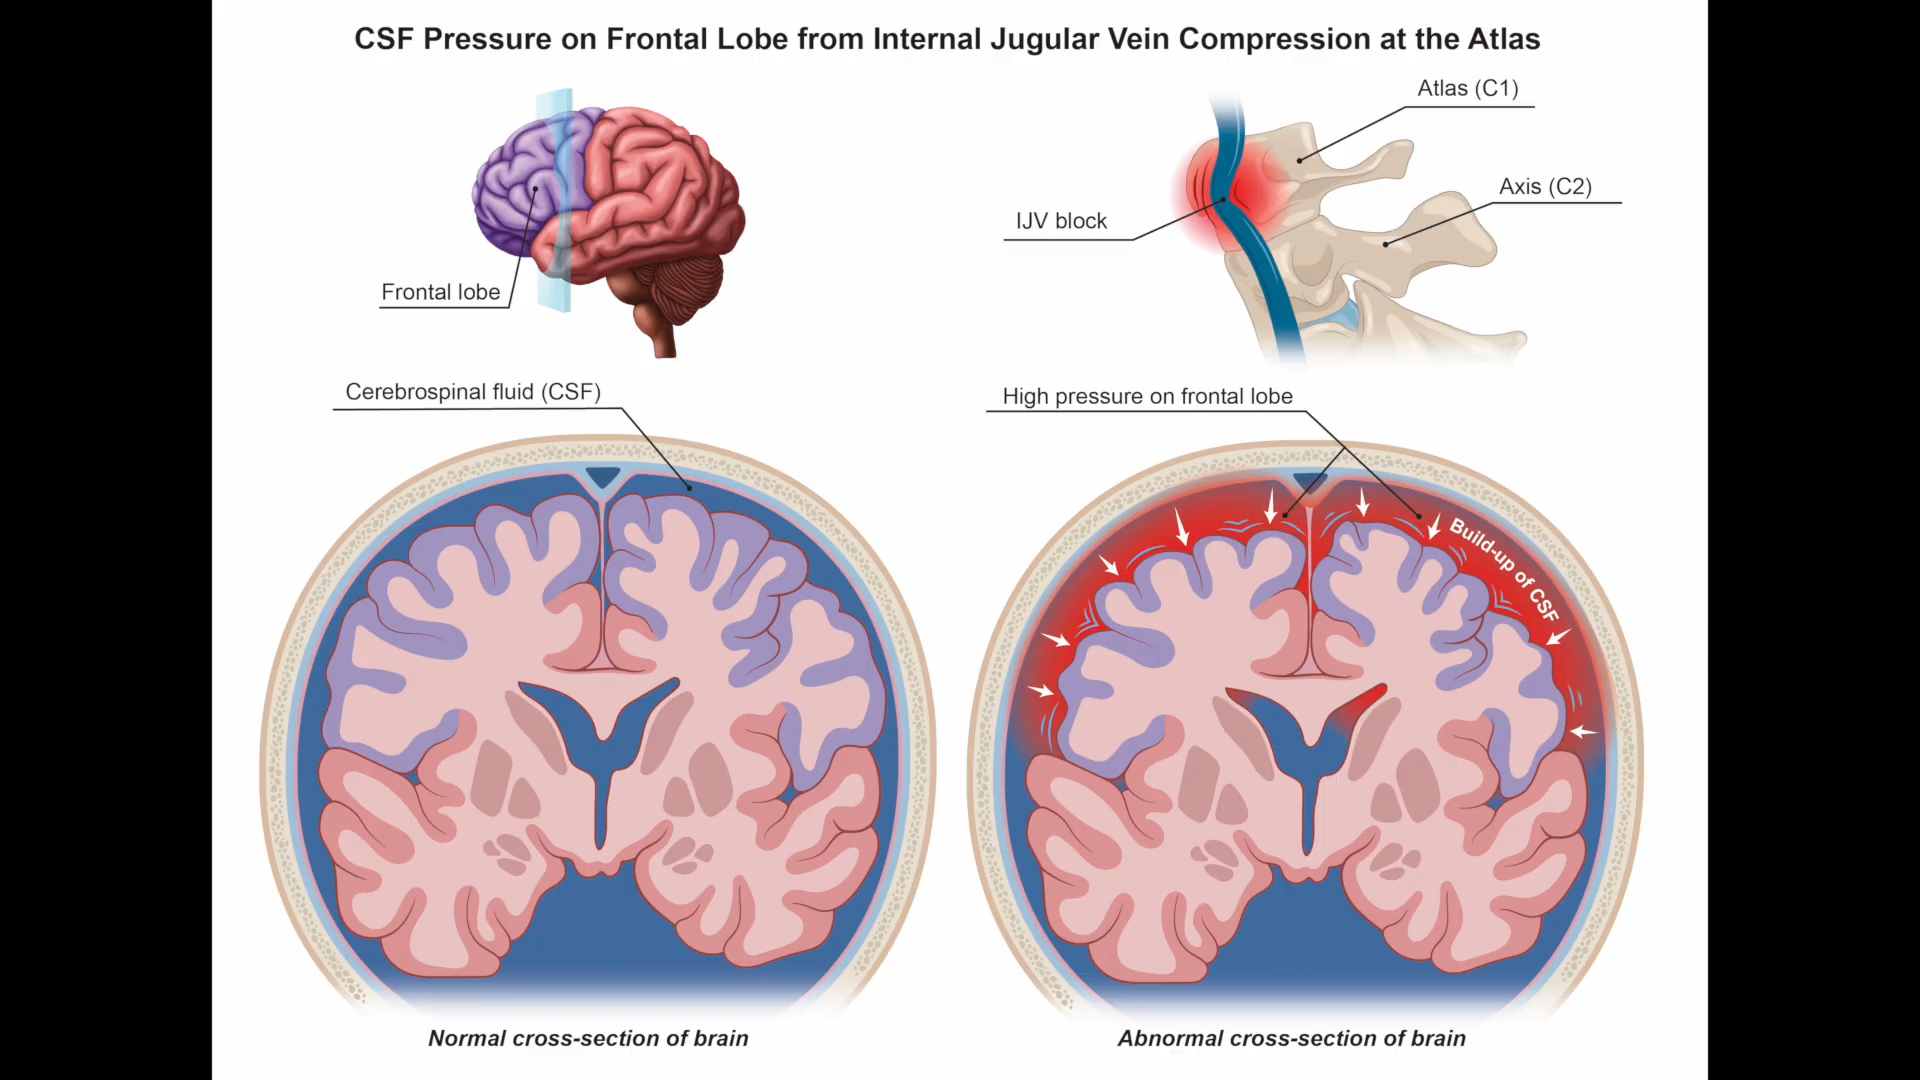 CSF Pressure on Frontal Lobe from Internal Jugular Vein Compression at the Atlas
Atlas (C1)
Axis (C2)
IJV block
Frontal lobe
Cerebrospinal fluid (CSF)
High pressure on frontal lobe
Build-up of CSF
Normal cross-section of brain
Abnormal cross-section of brain